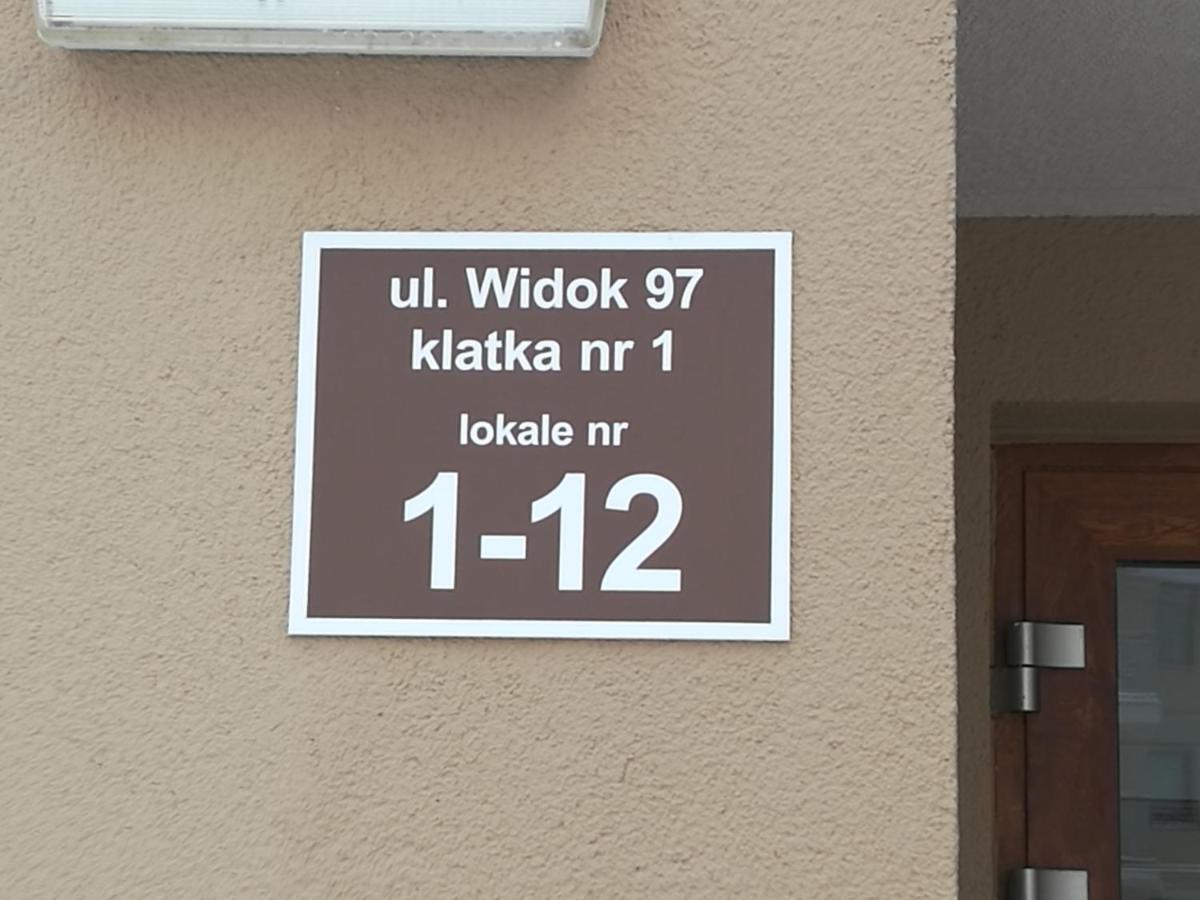 ul. Widok 97
klatka nr 1
lokale nr
1-12